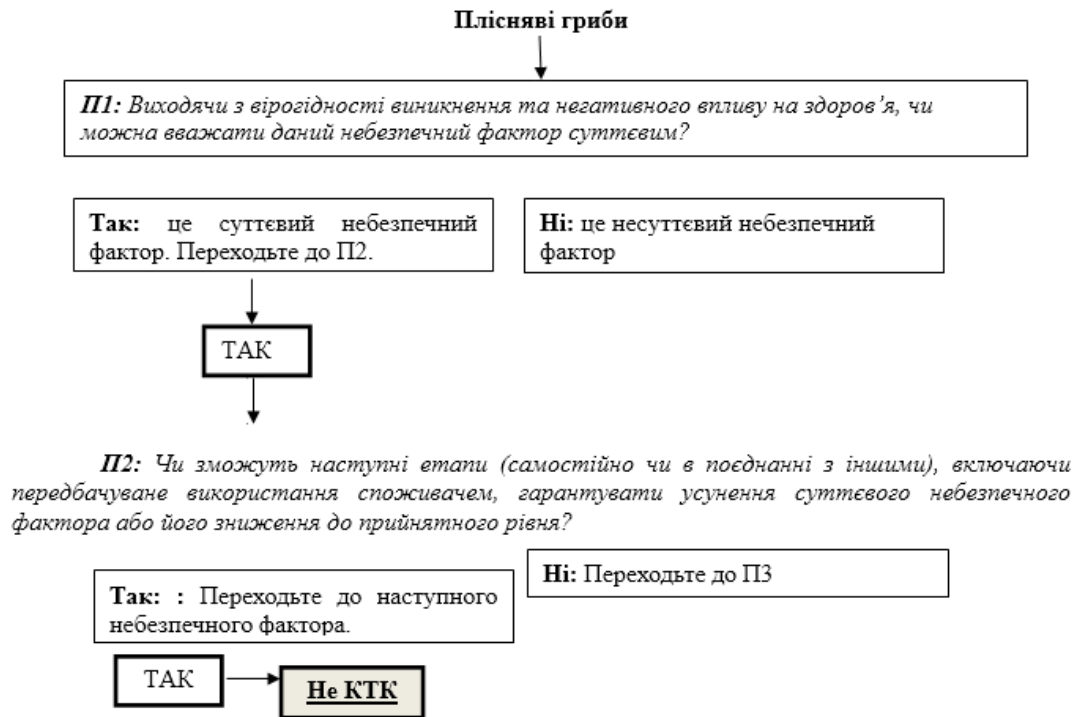 Плісняві гриби
П1: Виходячи з вірогідності виникнення та негативного впливу на здоров’я, чи
можна вважати даний небезпечний фактор суттєвим?
Так: це суттєвий небезпечний
фактор. Переходьте до П2.
Ні: це несуттєвий небезпечний
фактор
ТАК
П2: Чи зможуть наступні етапи (самостійно чи в поєднанні з іншими), включаючи
передбачуване використання споживачем, гарантувати усунення суттєвого небезпечного
фактора або його зниження до прийнятного рівня?
Так: : Переходьте до наступного
небезпечного фактора.
Ні: Переходьте до П3
ТАК
Не КТК